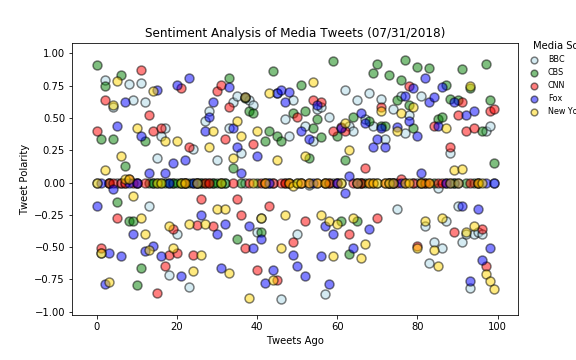 Sentiment Analysis of Media Tweets (07/31/2018)
Media
BBC
CBS
CNN
Fox
New
1.00
0.75
0.50
0.25
0.00
−0.25
−0.50
−0.75
−1.00
Tweet Polarity
0
20
40
60
80
100
Tweets Ago